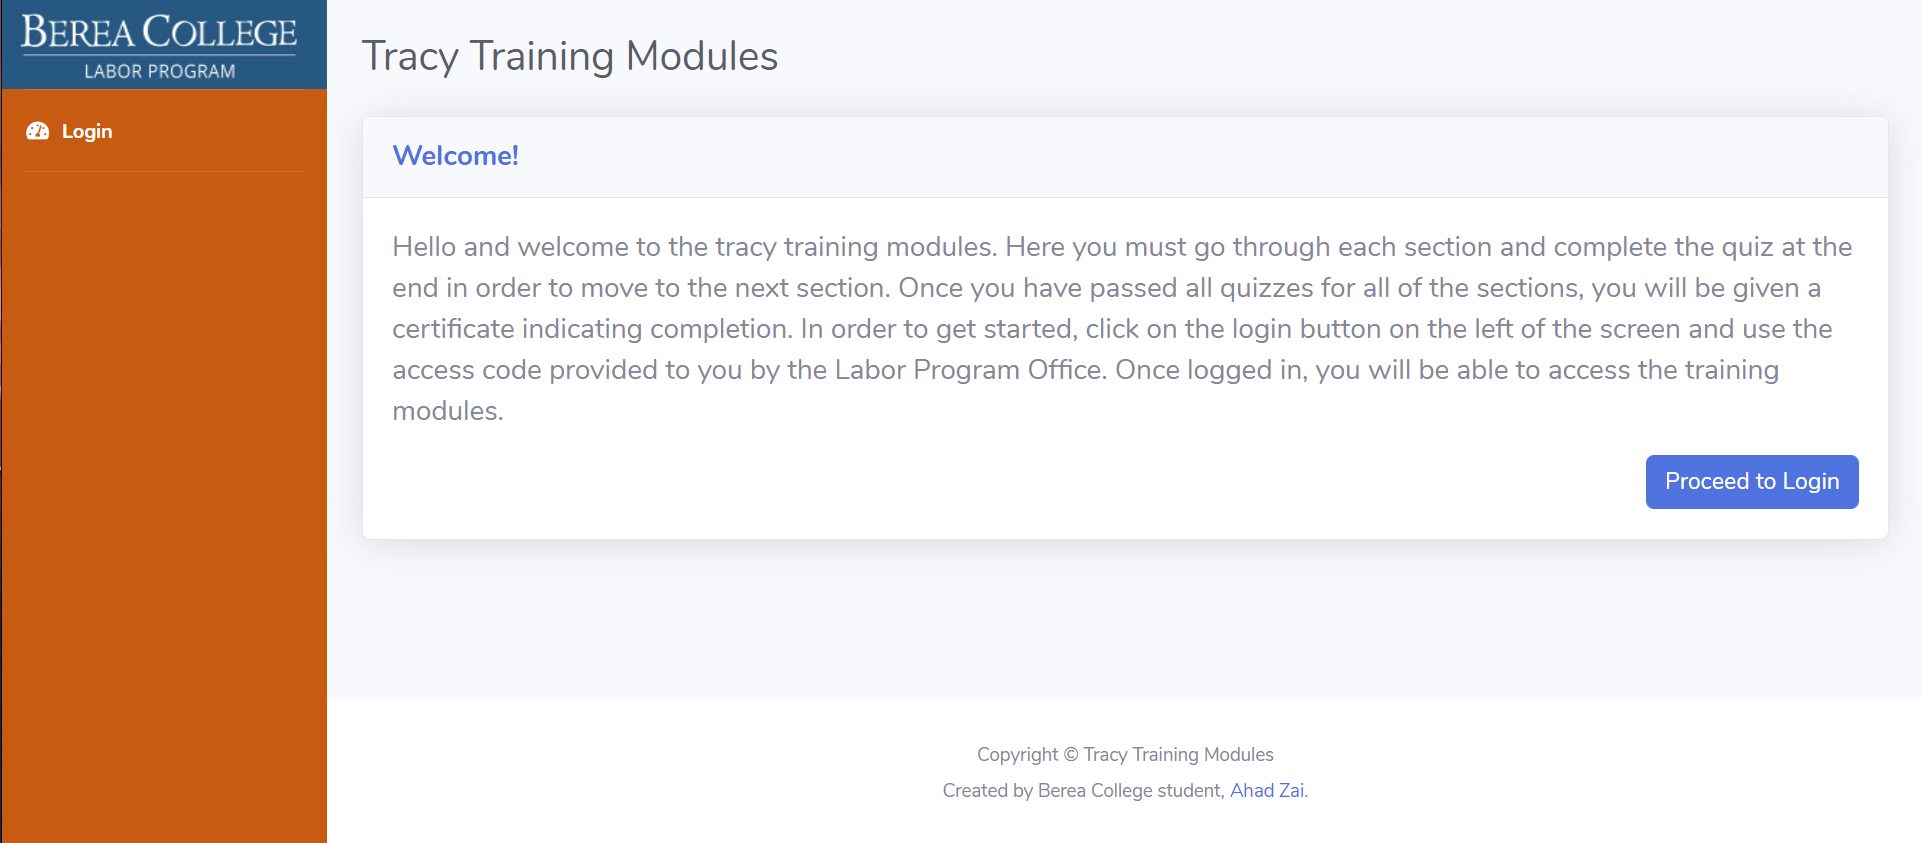 BEREA COLLEGE
LABOR PROGRAM
Login
Tracy Training Modules
Welcome!
Hello and welcome to the tracy training modules. Here you must go through each section and complete the quiz at the
end in order to move to the next section. Once you have passed all quizzes for all of the sections, you will be given a
certificate indicating completion. In order to get started, click on the login button on the left of the screen and use the
access code provided to you by the Labor Program Office. Once logged in, you will be able to access the training
modules.
Proceed to Login
Copyright © Tracy Training Modules
Created by Berea College student, Ahad Zai.